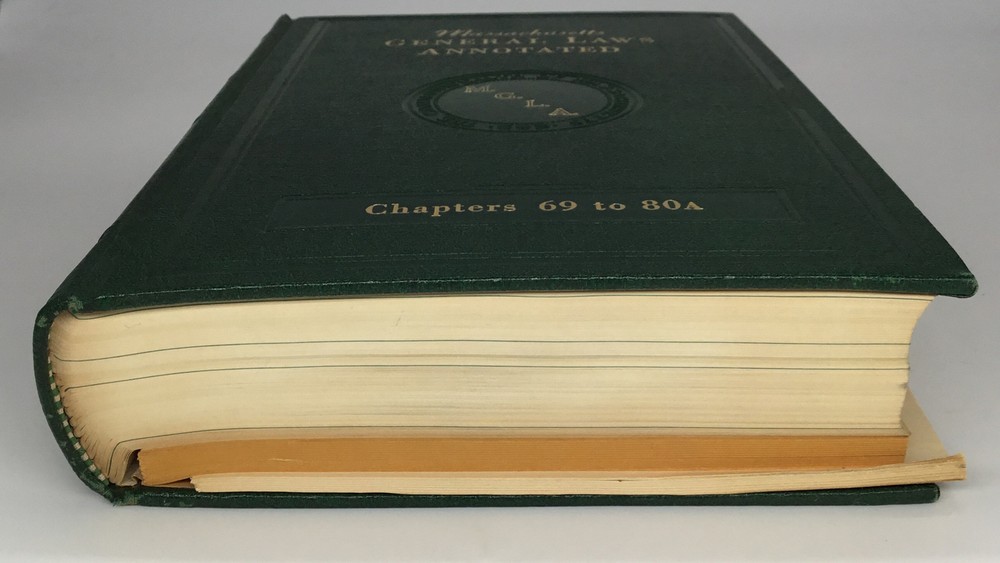 Massachusetts
GENERAL LAWS
ANNOTATED
M.
G.
L.
A.
Chapters 69 to 80A